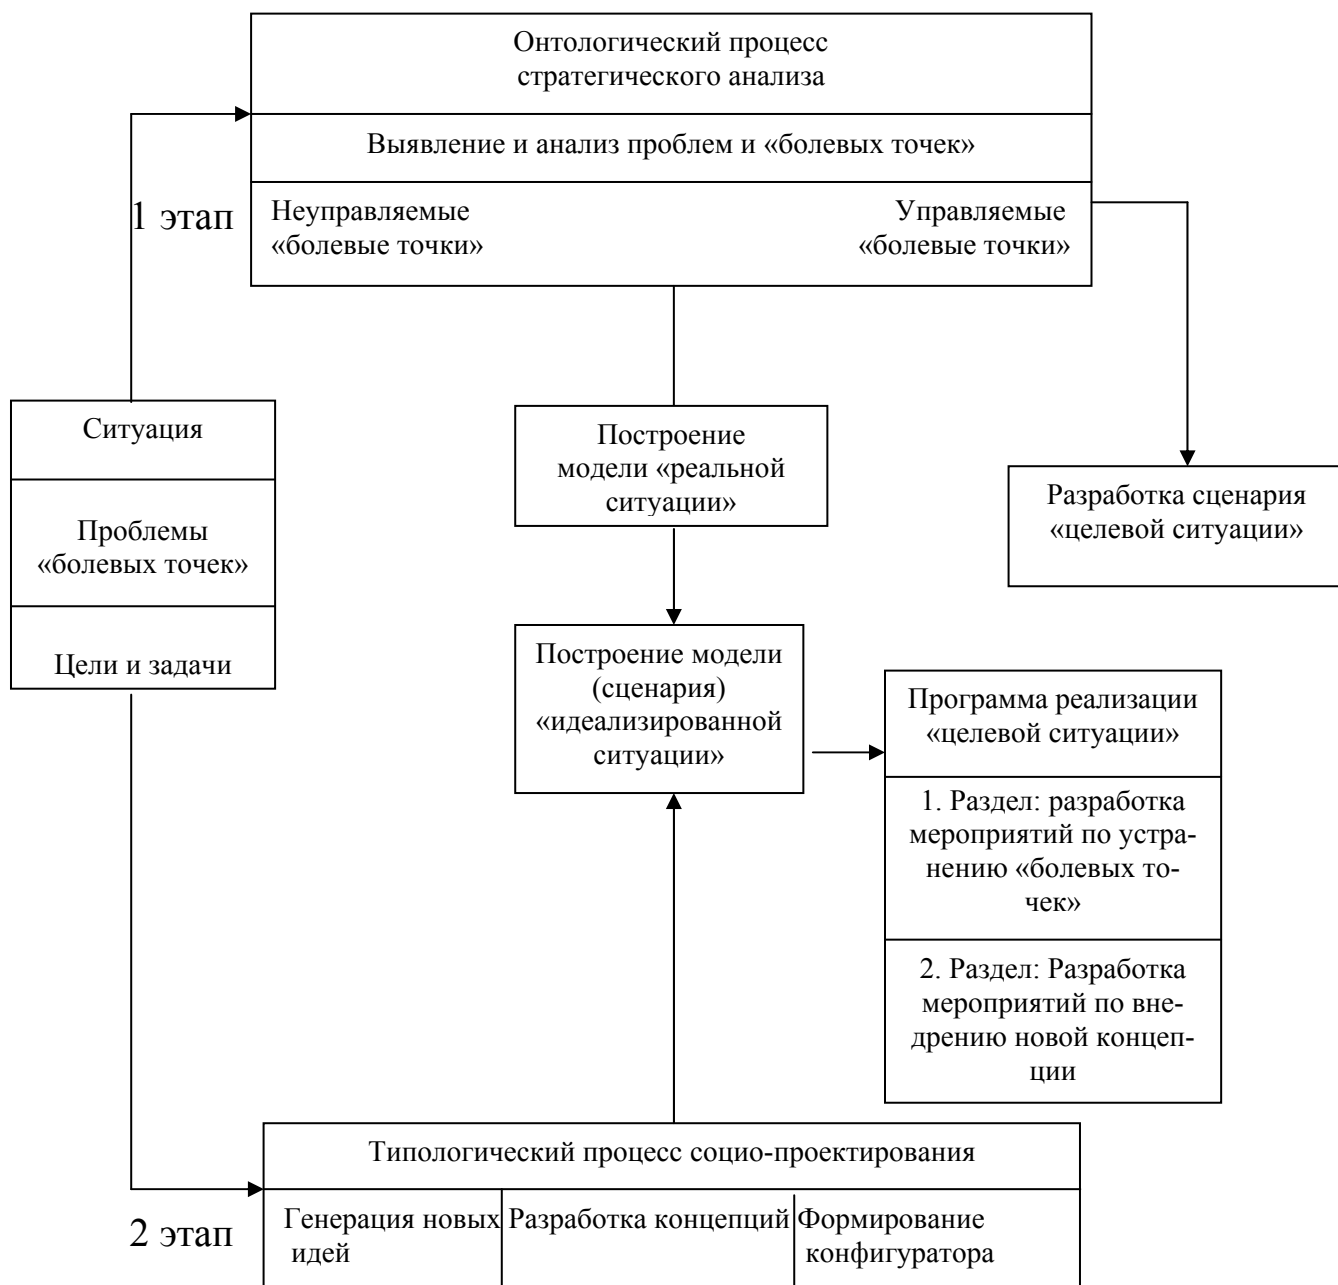 Онтологический процесс
стратегического анализа
Выявление и анализ проблем и «болевых точек»
1 этап
Неуправляемые
«болевые точки»
Управляемые
«болевые точки»
Ситуация
Проблемы
«болевых точек»
Цели и задачи
Построение
модели «реальной
ситуации»
Разработка сценария
«целевой ситуации»
Построение модели
(сценария)
«идеализированной
ситуации»
Программа реализации
«целевой ситуации»
1. Раздел: разработка
мероприятий по устра-
нению «болевых то-
чек»
2. Раздел: Разработка
мероприятий по вне-
дрению новой концеп-
ции
Типологический процесс социо-проектирования
2 этап
Генерация новых
идей
Разработка концепций
Формирование
конфигуратора